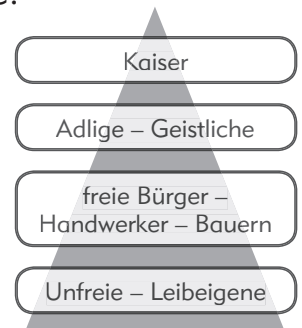 Kaiser
Adlige – Geistliche
freie Bürger –
Handwerker – Bauern
Unfreie – Leibeigene